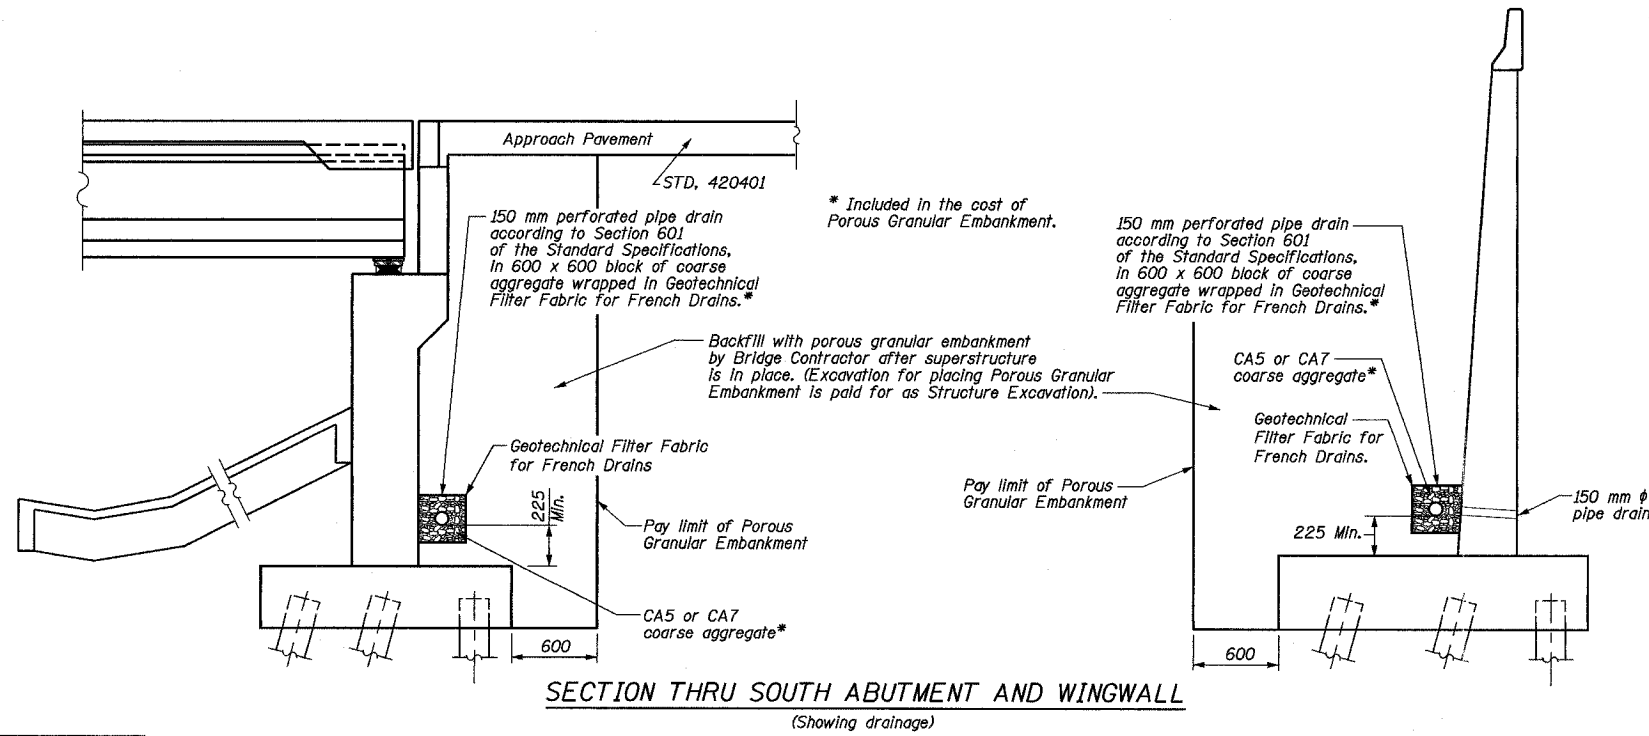 Approach Pavement
STD. 420401
150 mm perforated pipe drain
according to Section 601
of the Standard Specifications,
in 600 x 600 block of coarse
aggregate wrapped in Geotechnical
Filter Fabric for French Drains.*
* Included in the cost of
Porous Granular Embankment.
150 mm perforated pipe drain
according to Section 601
of the Standard Specifications,
in 600 x 600 block of coarse
aggregate wrapped in Geotechnical
Filter Fabric for French Drains.*
Backfill with porous granular embankment
by Bridge Contractor after superstructure
is in place. (Excavation for placing Porous Granular
Embankment is paid for as Structure Excavation).
CA5 or CA7
coarse aggregate*
Geotechnical
Filter Fabric for
French Drains.
Geotechnical Filter Fabric
for French Drains
225
Min.
Pay limit of Porous
Granular Embankment
Pay limit of Porous
Granular Embankment
150 mm ϕ
pipe drain
225 Min.
CA5 or CA7
coarse aggregate*
600
600
SECTION THRU SOUTH ABUTMENT AND WINGWALL
(Showing drainage)